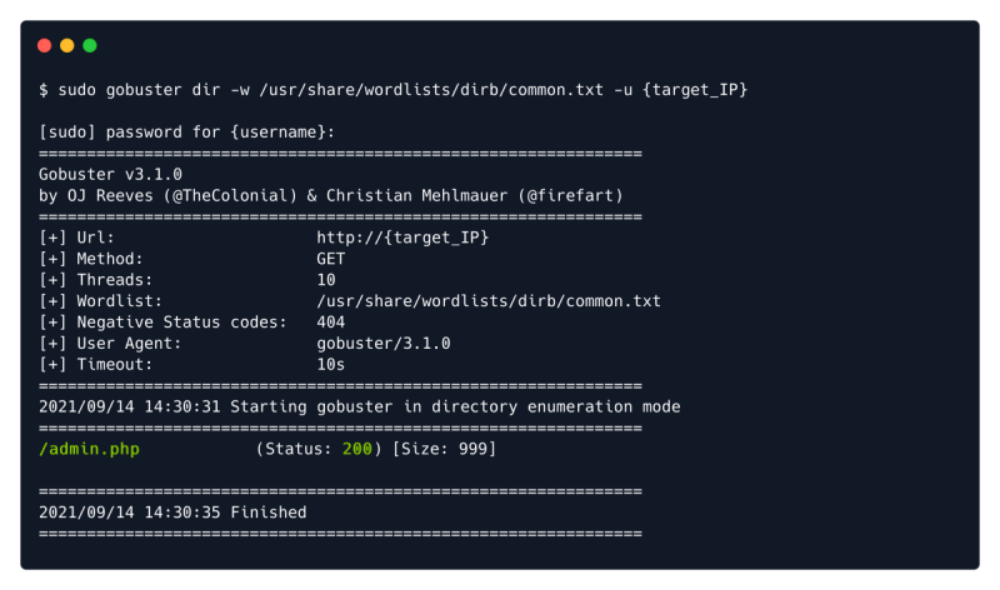 $ sudo gobuster dir -w /usr/share/wordlists/dirb/common.txt -u {target_IP}
[sudo] password for {username}:
===============================================================
Gobuster v3.1.0
by OJ Reeves (@TheColonial) & Christian Mehlmauer (@firefart)
===============================================================
[+] Url:                     http://{target_IP}
[+] Method:                  GET
[+] Threads:                 10
[+] Wordlist:                /usr/share/wordlists/dirb/common.txt
[+] Negative Status codes:   404
[+] User Agent:              gobuster/3.1.0
[+] Timeout:                 10s
===============================================================
2021/09/14 14:30:31 Starting gobuster in directory enumeration mode
===============================================================
/admin.php            (Status: 200) [Size: 999]
===============================================================
2021/09/14 14:30:35 Finished
===============================================================